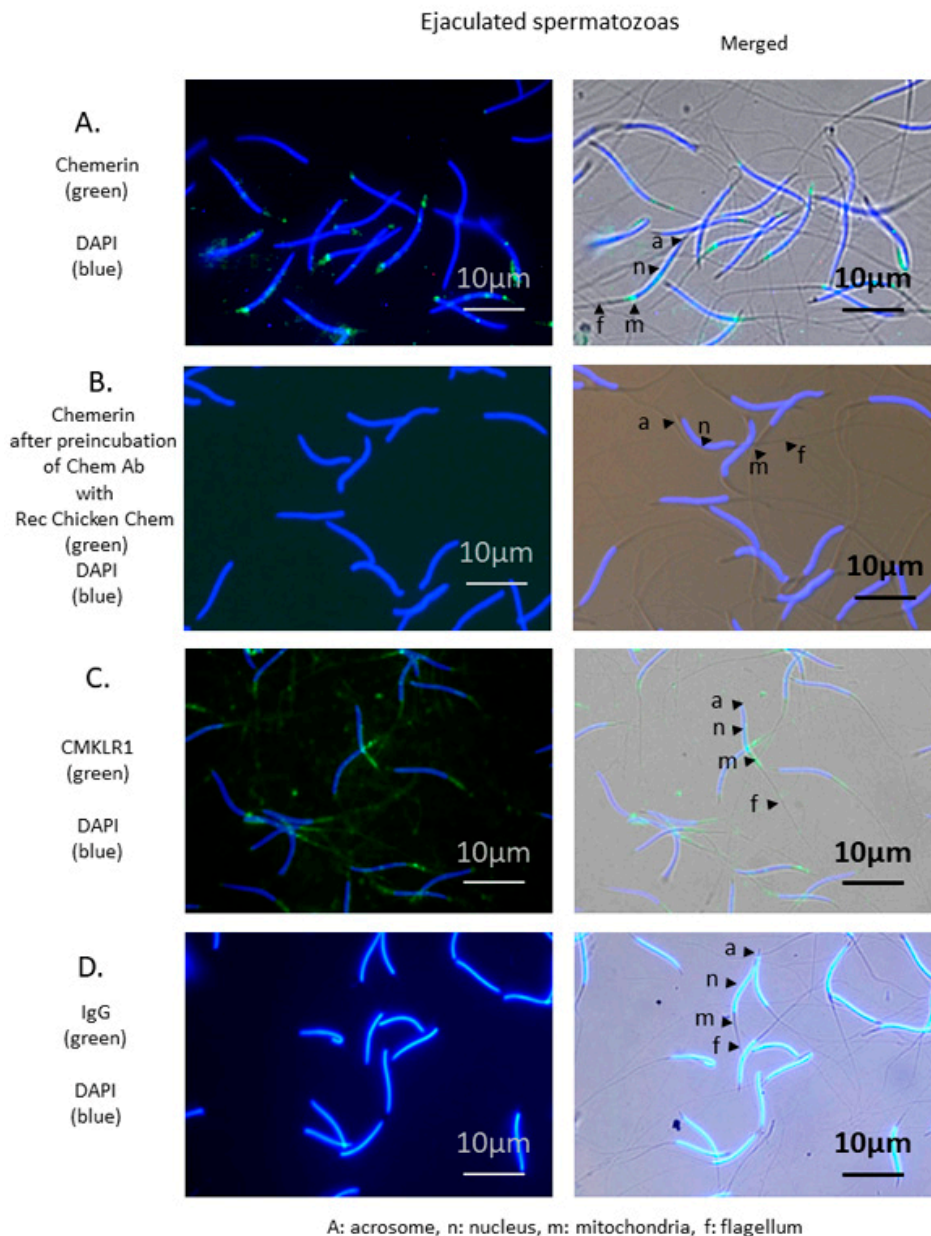 Ejaculated spermatozoas
Merged
A.
Chemerin
(green)
DAPI
(blue)
10µm
a
n
f
m
10µm
B.
Chemerin
after preincubation
of Chem Ab
with
Rec Chicken Chem
(green)
DAPI
(blue)
10µm
a
n
m
f
10µm
C.
CMKLR1
(green)
DAPI
(blue)
10µm
a
n
m
f
10µm
D.
IgG
(green)
DAPI
(blue)
10µm
a
n
m
f
10µm
A: acrosome, n: nucleus, m: mitochondria, f: flagellum